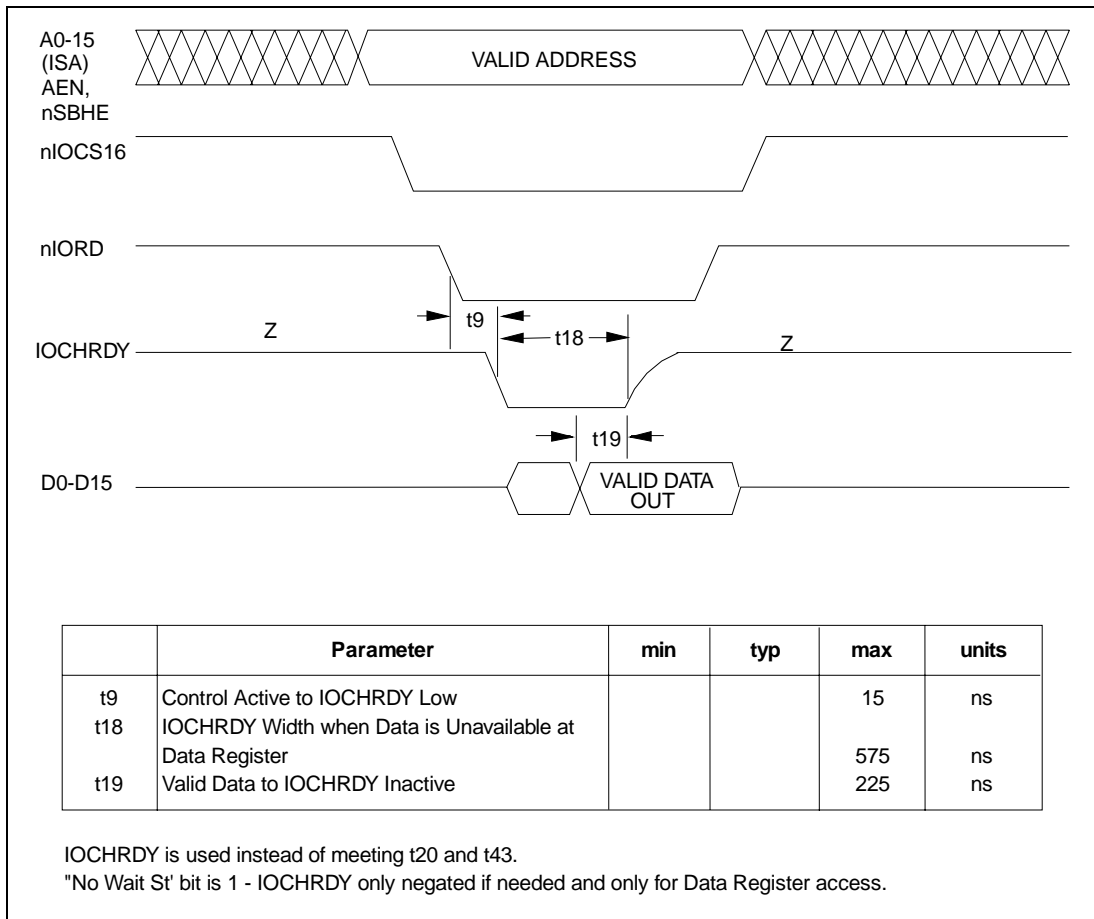 A0-15
(ISA)
AEN,
nSBHE
VALID ADDRESS
nIOCS16
nIORD
t9
Z
t18
Z
IOCHRDY
t19
D0-D15
VALID DATA
OUT
Parameter min typ max units
t9 Control Active to IOCHRDY Low 15 ns
t18 IOCHRDY Width when Data is Unavailable at
Data Register 575 ns
t19 Valid Data to IOCHRDY Inactive 225 ns
IOCHRDY is used instead of meeting t20 and t43.
"No Wait St' bit is 1 - IOCHRDY only negated if needed and only for Data Register access.